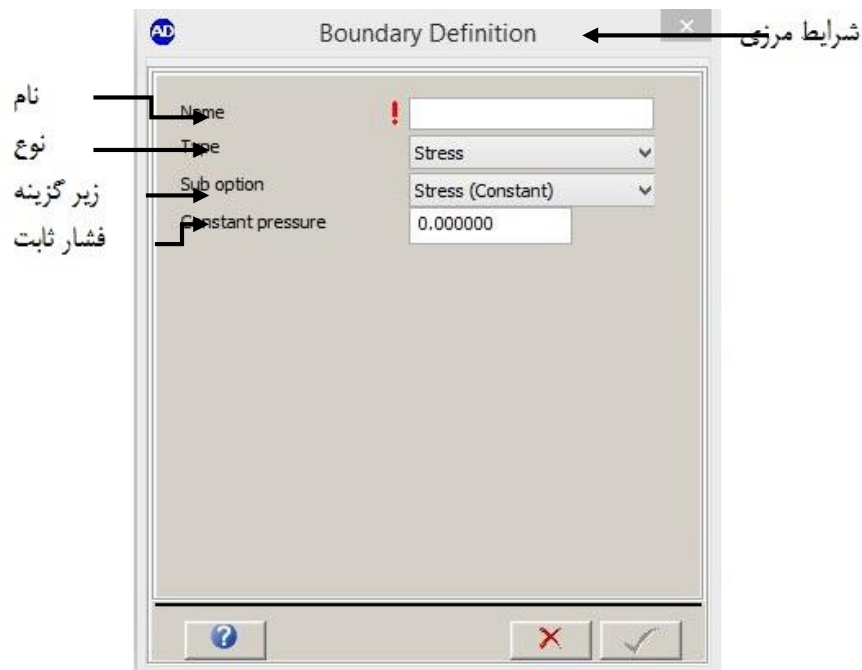 AD Boundary Definition شرایط مرزی
نام Name !
نوع Type Stress
زیر گزینه Sub option Stress (Constant)
فشار ثابت Constant pressure 0.000000
?